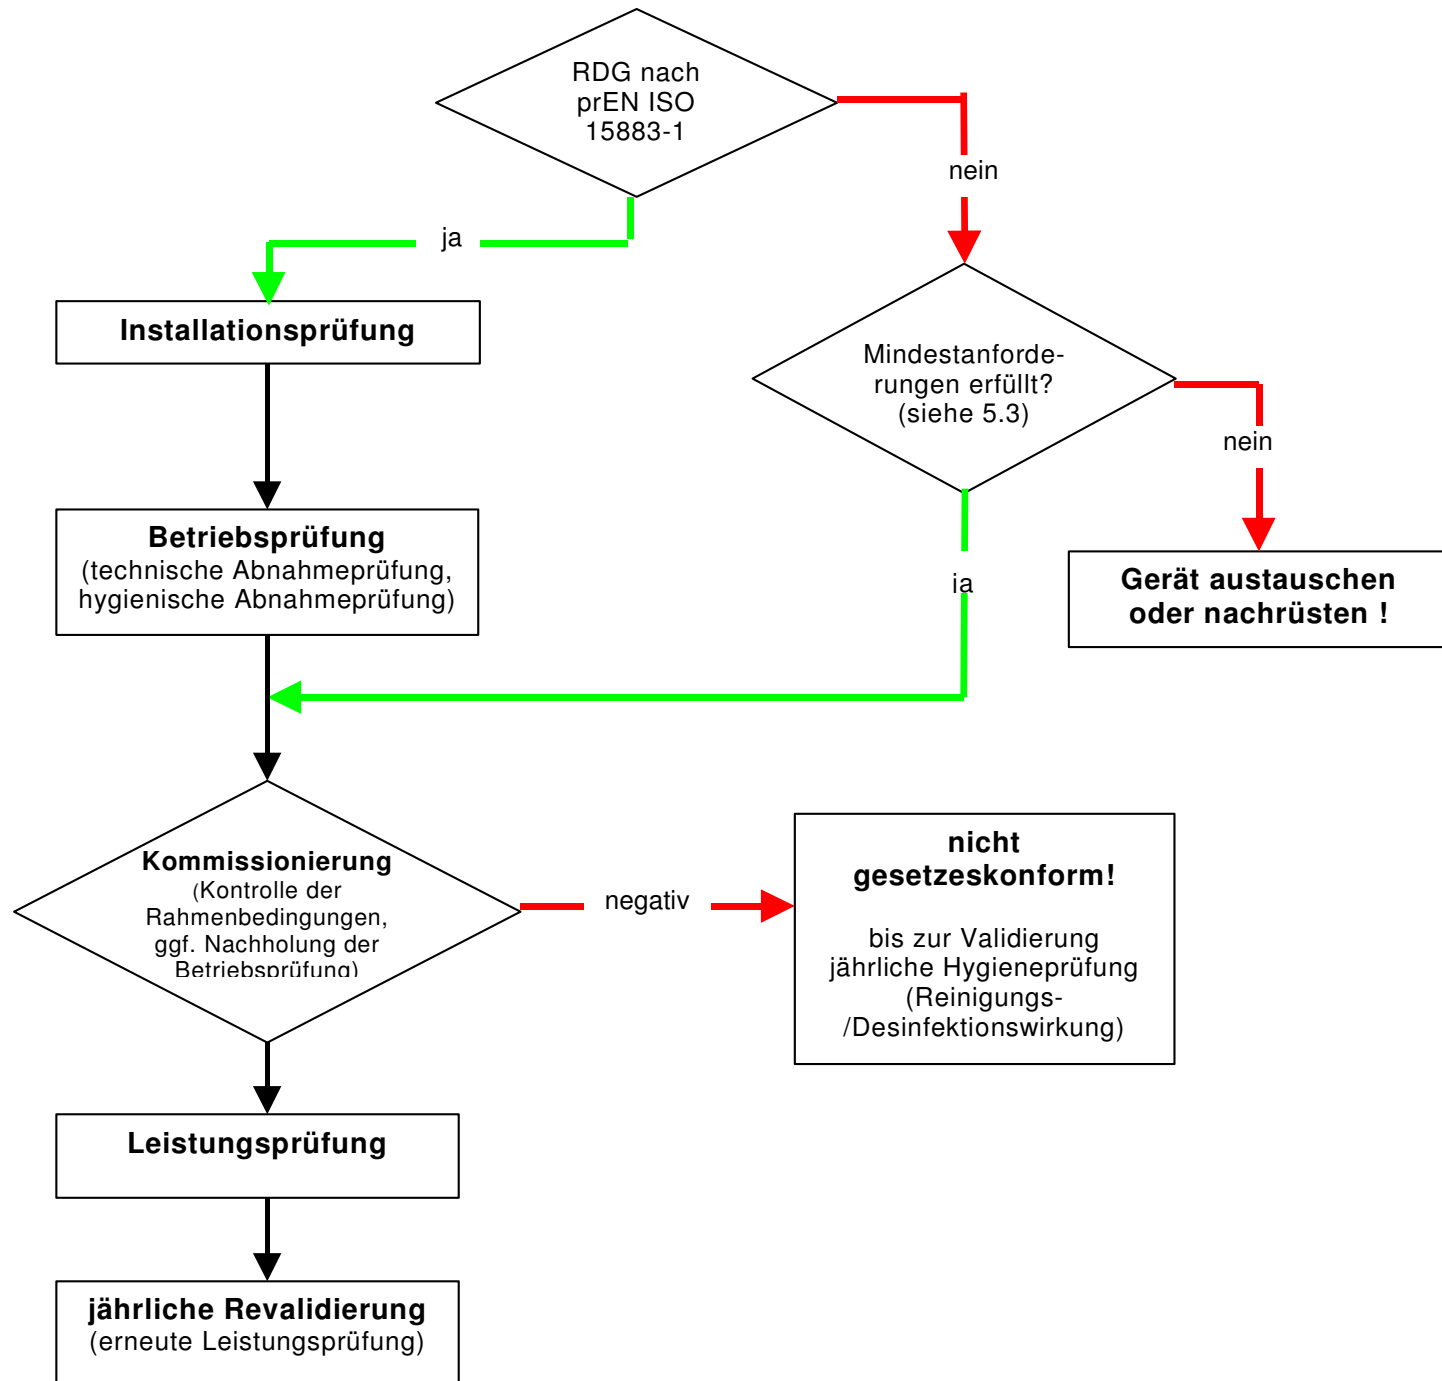 RDG nach
prEN ISO
15883-1
nein
ja
Installationsprüfung
Mindestanforde-
rungen erfüllt?
(siehe 5.3)
nein
Betriebsprüfung
(technische Abnahmeprüfung,
hygienische Abnahmeprüfung)
ja
Gerät austauschen
oder nachrüsten !
Kommissionierung
(Kontrolle der
Rahmenbedingungen,
ggf. Nachholung der
Betriebsprüfung)
negativ
nicht
gesetzeskonform!
bis zur Validierung
jährliche Hygieneprüfung
(Reinigungs-
/Desinfektionswirkung)
Leistungsprüfung
jährliche Revalidierung
(erneute Leistungsprüfung)